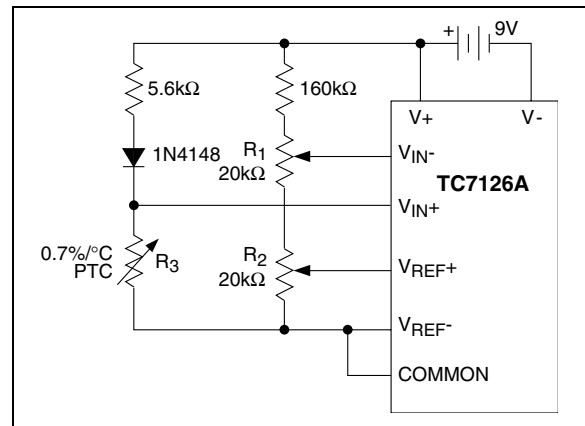 + 9V
5.6kΩ 160kΩ
V+ V-
R1
20kΩ
VIN-
1N4148
TC7126A
VIN+
0.7%/°C
PTC
R3
R2
20kΩ
VREF+
VREF-
COMMON